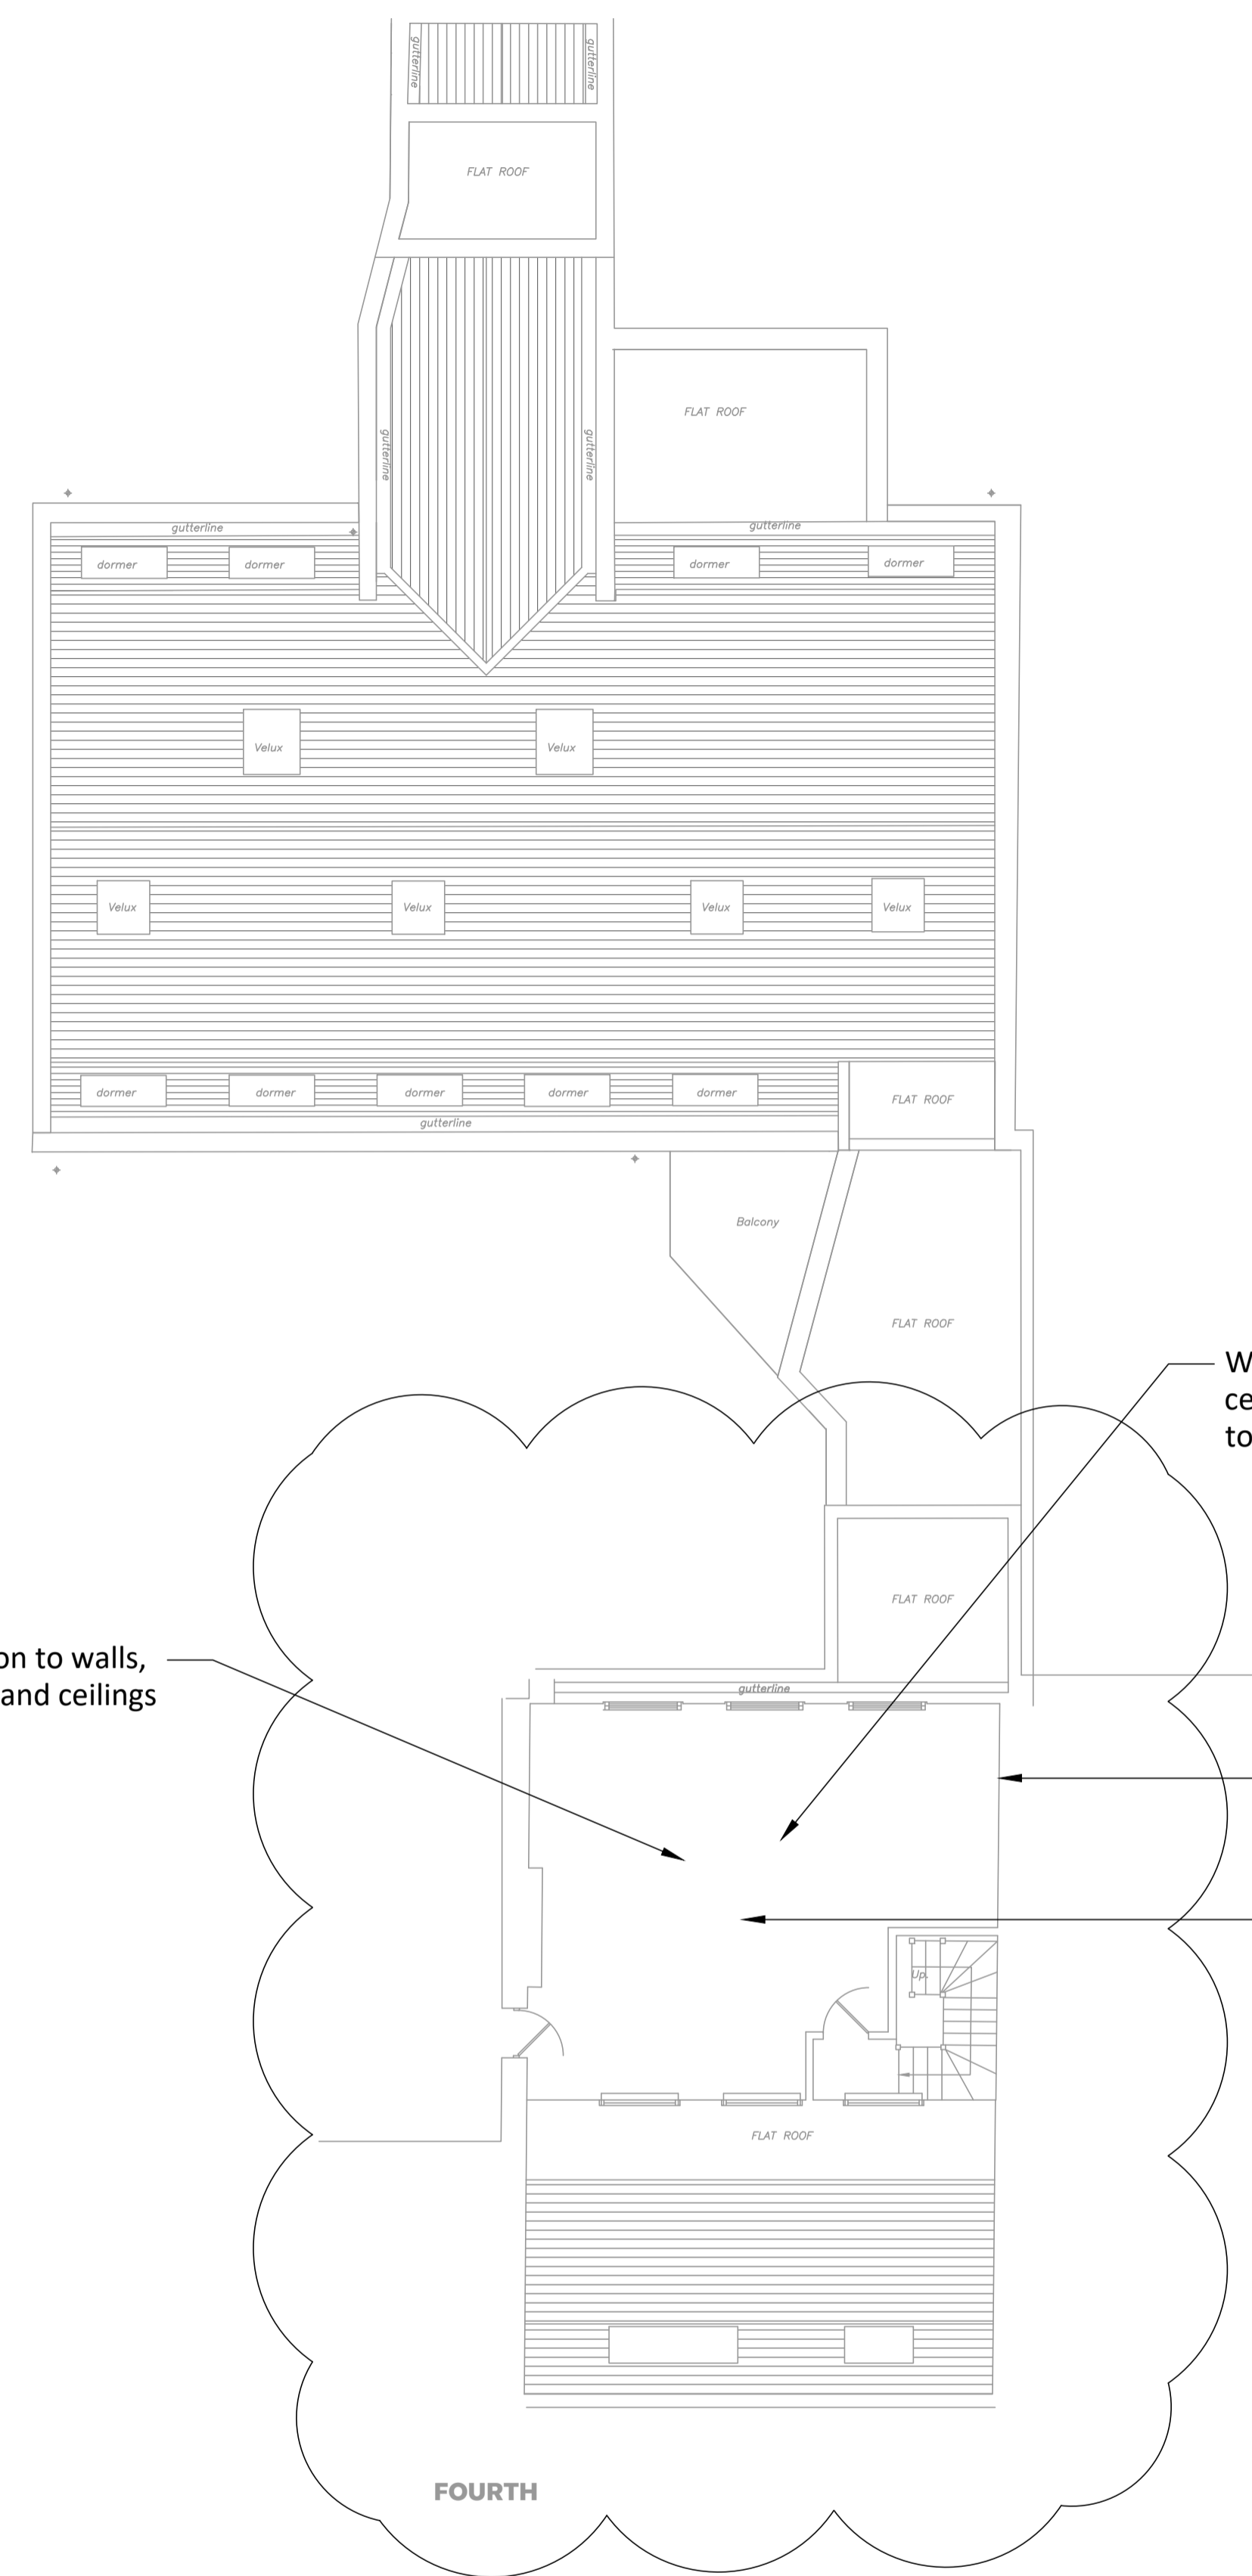 gutterline
gutterline
FLAT ROOF
FLAT ROOF
gutterline
gutterline
gutterline
gutterline
dormer
dormer
dormer
dormer
Velux
Velux
Velux
Velux
Velux
Velux
dormer
dormer
dormer
dormer
dormer
FLAT ROOF
gutterline
Balcony
FLAT ROOF
W
ce
to
FLAT ROOF
on to walls,
and ceilings
gutterline
Up.
FLAT ROOF
FOURTH